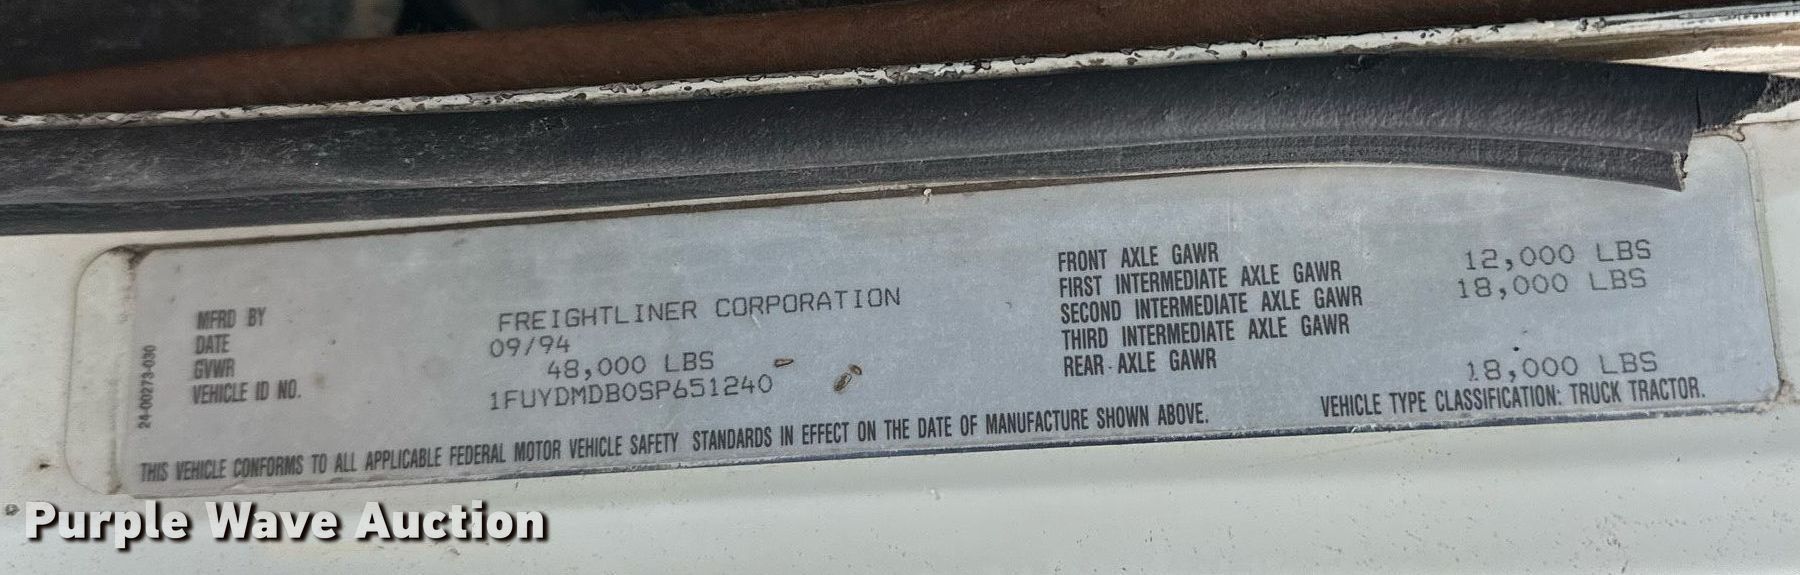 MFRD BY FREIGHTLINER CORPORATION
DATE 09/94
GVWR 48,000 LBS
VEHICLE ID NO. 1FUYDMDB0SP651240
24-00273-030
FRONT AXLE GAWR 12,000 LBS
FIRST INTERMEDIATE AXLE GAWR 18,000 LBS
SECOND INTERMEDIATE AXLE GAWR
THIRD INTERMEDIATE AXLE GAWR
REAR AXLE GAWR 18,000 LBS
THIS VEHICLE CONFORMS TO ALL APPLICABLE FEDERAL MOTOR VEHICLE SAFETY STANDARDS IN EFFECT ON THE DATE OF MANUFACTURE SHOWN ABOVE. VEHICLE TYPE CLASSIFICATION: TRUCK TRACTOR.
Purple Wave Auction